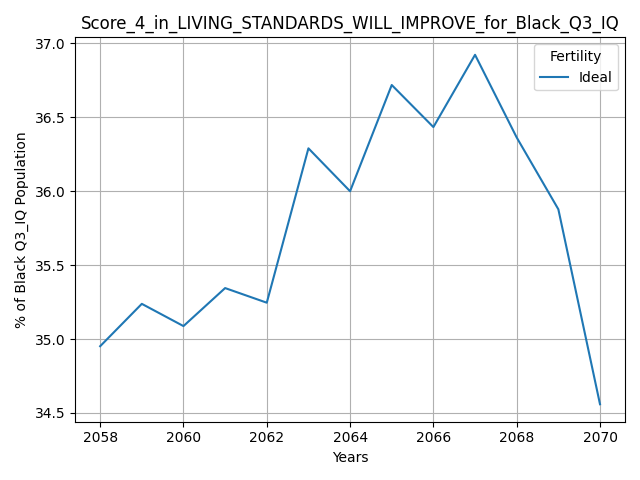 Score_4_in_LIVING_STANDARDS_WILL_IMPROVE_for_Black_Q3_IQ
37.0
36.5
36.0
35.5
35.0
34.5
% of Black Q3_IQ Population
Fertility
Ideal
2058 2060 2062 2064 2066 2068 2070
Years